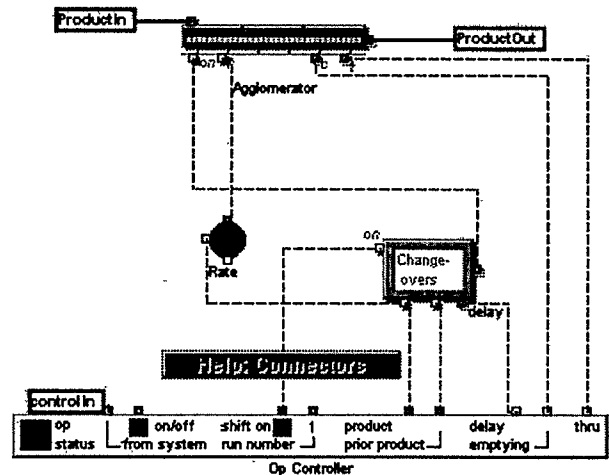 ProductIn
ProductOut
on
Agglomerator
on
Change-
overs
Rate
delay
Help: Connectors
controlIn
op on/off shift on 1 product delay thru
status from system run number prior product emptying
Op Controller